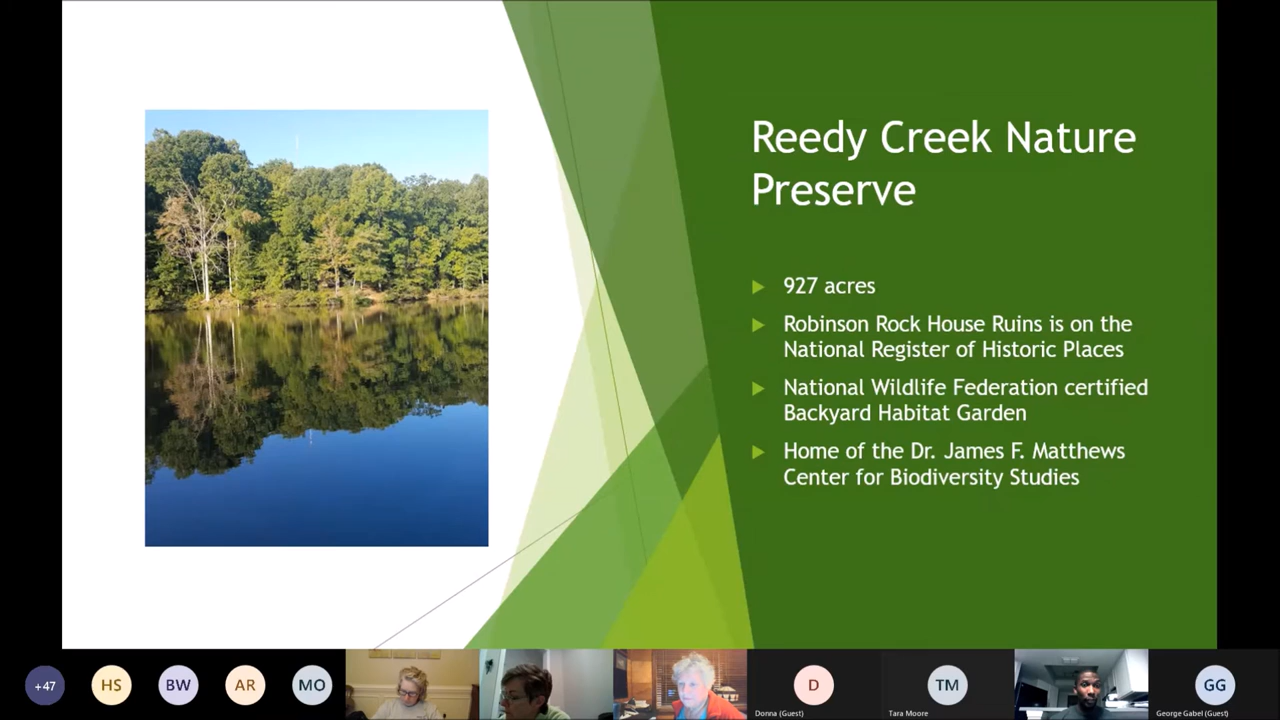 Reedy Creek Nature
Preserve
927 acres
Robinson Rock House Ruins is on the
National Register of Historic Places
National Wildlife Federation certified
Backyard Habitat Garden
Home of the Dr. James F. Matthews
Center for Biodiversity Studies
+47
HS
BW
AR
MO
D
Donna (Guest)
TM
Tara Moore
GG
George Gabel (Guest)